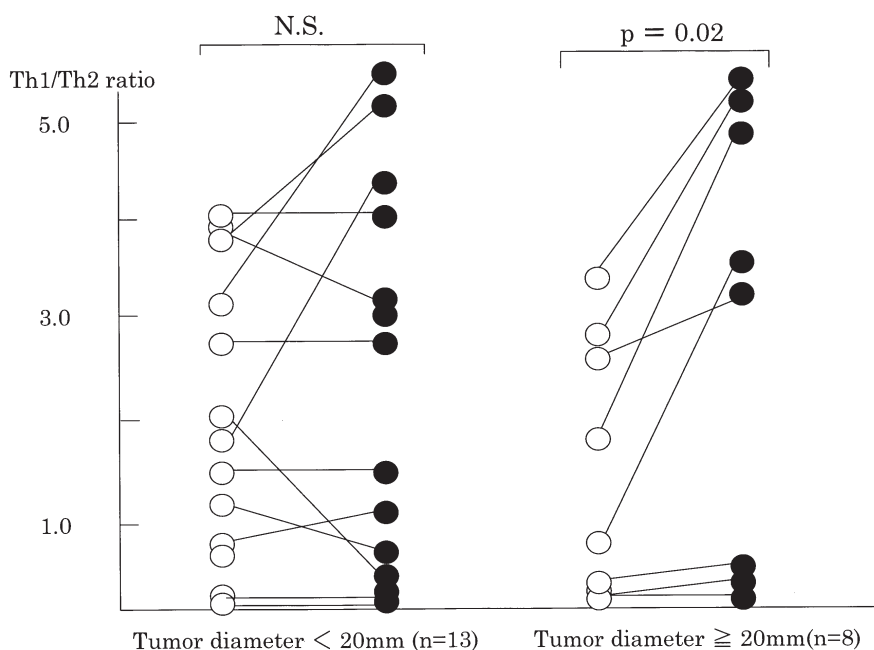 N.S.
p = 0.02
Th1/Th2 ratio
5.0
3.0
1.0
Tumor diameter < 20mm (n=13)
Tumor diameter ≧ 20mm(n=8)